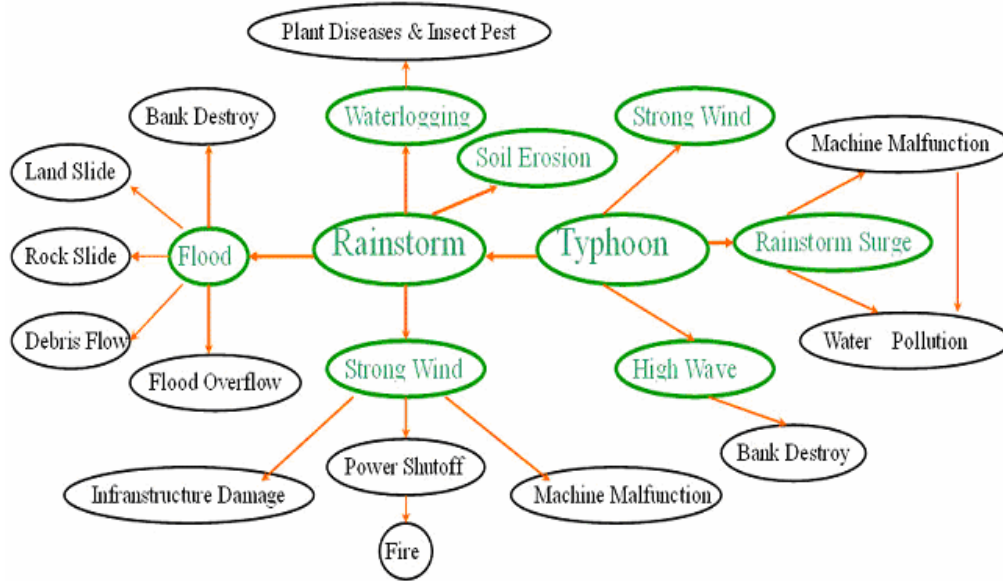 Plant Diseases & Insect Pest
Bank Destroy
Waterlogging
Strong Wind
Soil Erosion
Machine Malfunction
Land Slide
Rock Slide
Flood
Rainstorm
Typhoon
Rainstorm Surge
Debris Flow
Flood Overflow
Strong Wind
High Wave
Water Pollution
Bank Destroy
Infranstructure Damage
Power Shutoff
Machine Malfunction
Fire